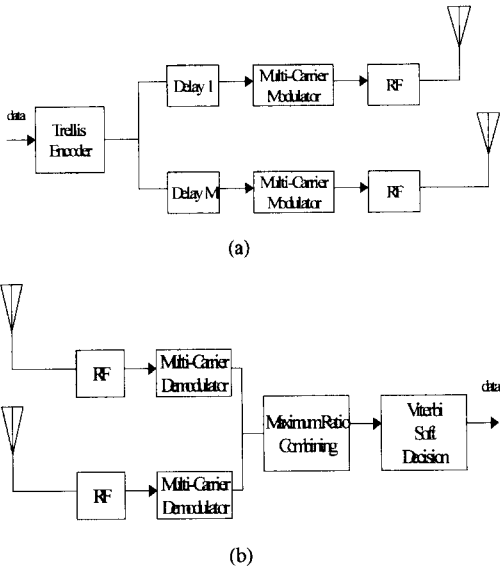 data
Trellis
Encoder
Delay 1
Multi-Carrier
Modulator
RF
Delay M
Multi-Carrier
Modulator
RF
(a)
RF
Multi-Carrier
Demodulator
RF
Multi-Carrier
Demodulator
Maximum Ratio
Combining
Viterbi
Soft
Decision
data
(b)